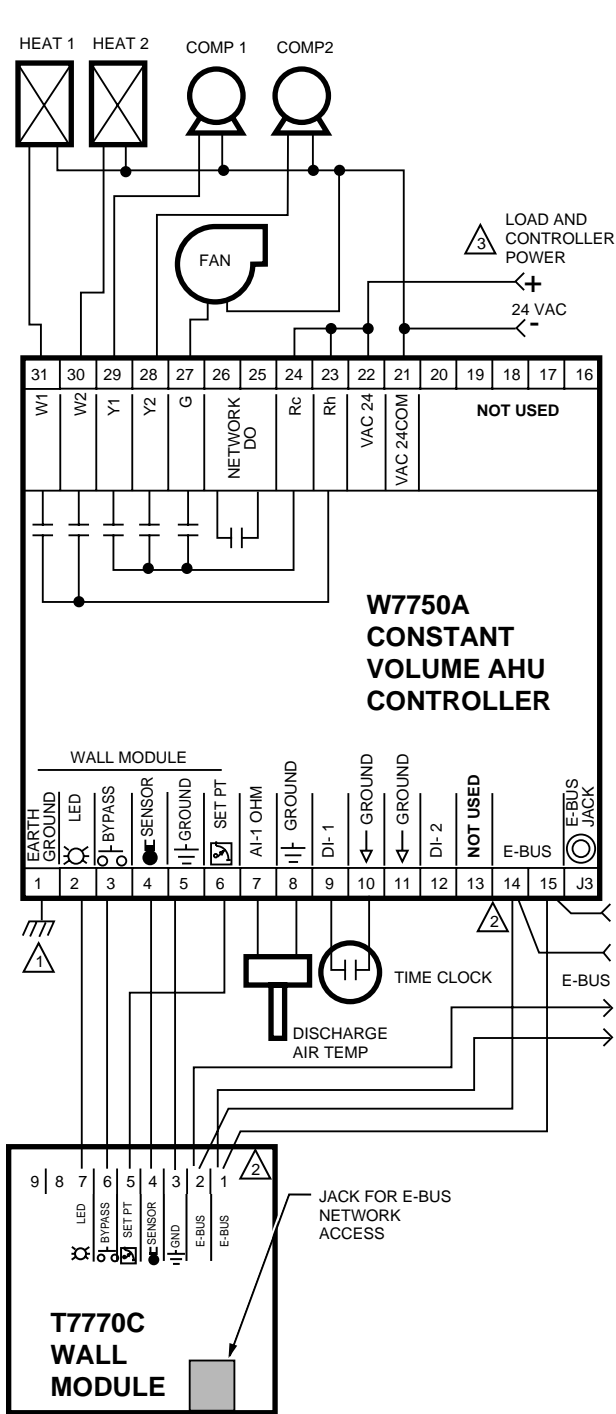 HEAT 1 HEAT 2 COMP 1 COMP2
3
LOAD AND
CONTROLLER
POWER
FAN
+
24 VAC
-
31 30 29 28 27 26 25 24 23 22 21 20 19 18 17 16
W1 W2 Y1 Y2 G NETWORK DO Rc Rh VAC 24 VAC 24COM NOT USED
W7750A
CONSTANT
VOLUME AHU
CONTROLLER
WALL MODULE
EARTH GROUND LED BYPASS SENSOR GROUND SET PT AI-1 OHM GROUND DI- 1 GROUND GROUND DI- 2 NOT USED E-BUS E-BUS JACK
1 2 3 4 5 6 7 8 9 10 11 12 13 14 15 J3
1
2
TIME CLOCK
E-BUS
DISCHARGE
AIR TEMP
2
9 8 7 6 5 4 3 2 1
LED BYPASS SET PT SENSOR GND E-BUS E-BUS
JACK FOR E-BUS
NETWORK
ACCESS
T7770C
WALL
MODULE